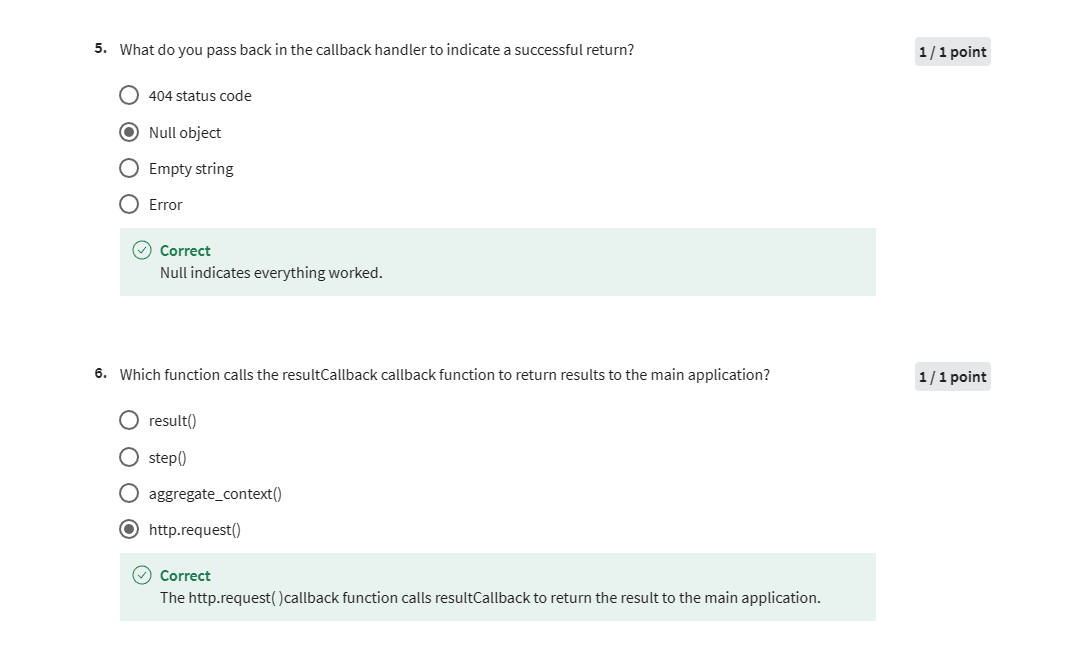 5. What do you pass back in the callback handler to indicate a successful return?
1 / 1 point
404 status code
Null object
Empty string
Error
Correct
Null indicates everything worked.
6. Which function calls the resultCallback callback function to return results to the main application?
1 / 1 point
result()
step()
aggregate_context()
http.request()
Correct
The http.request( )callback function calls resultCallback to return the result to the main application.